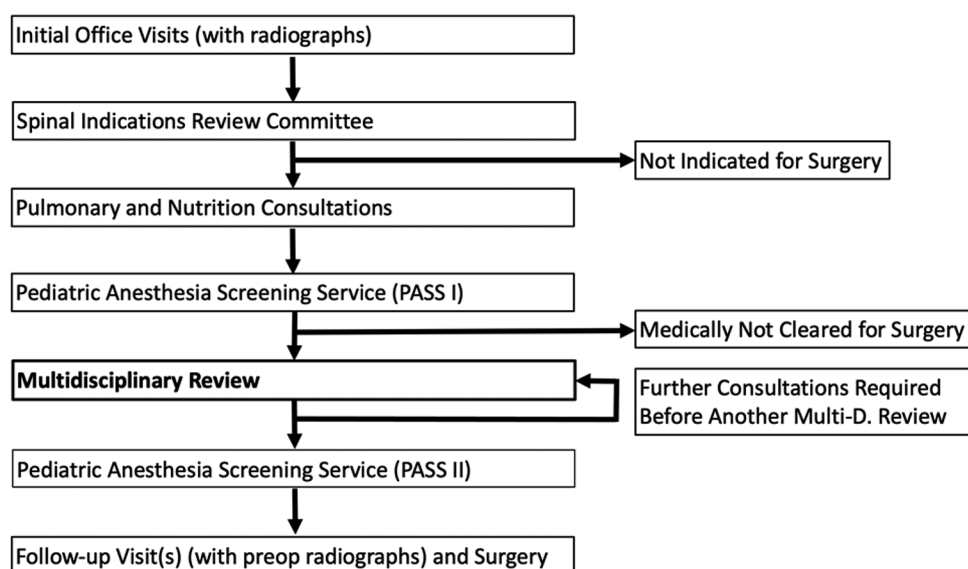 Initial Office Visits (with radiographs)
Spinal Indications Review Committee
Not Indicated for Surgery
Pulmonary and Nutrition Consultations
Pediatric Anesthesia Screening Service (PASS I)
Medically Not Cleared for Surgery
Multidisciplinary Review
Further Consultations Required
Before Another Multi-D. Review
Pediatric Anesthesia Screening Service (PASS II)
Follow-up Visit(s) (with preop radiographs) and Surgery